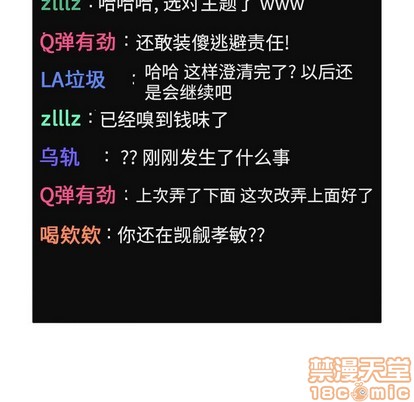 zlllz : 哈哈哈, 选对主题了 www
Q弹有劲 : 还敢装傻逃避责任!
LA垃圾 : 哈哈 这样澄清完了? 以后还
是会继续吧
zlllz : 已经嗅到钱味了
乌轨 : ?? 刚刚发生了什么事
Q弹有劲 : 上次弄了下面 这次改弄上面好了
喝欸欸 : 你还在觊觎孝敏??
禁漫天堂
18comic